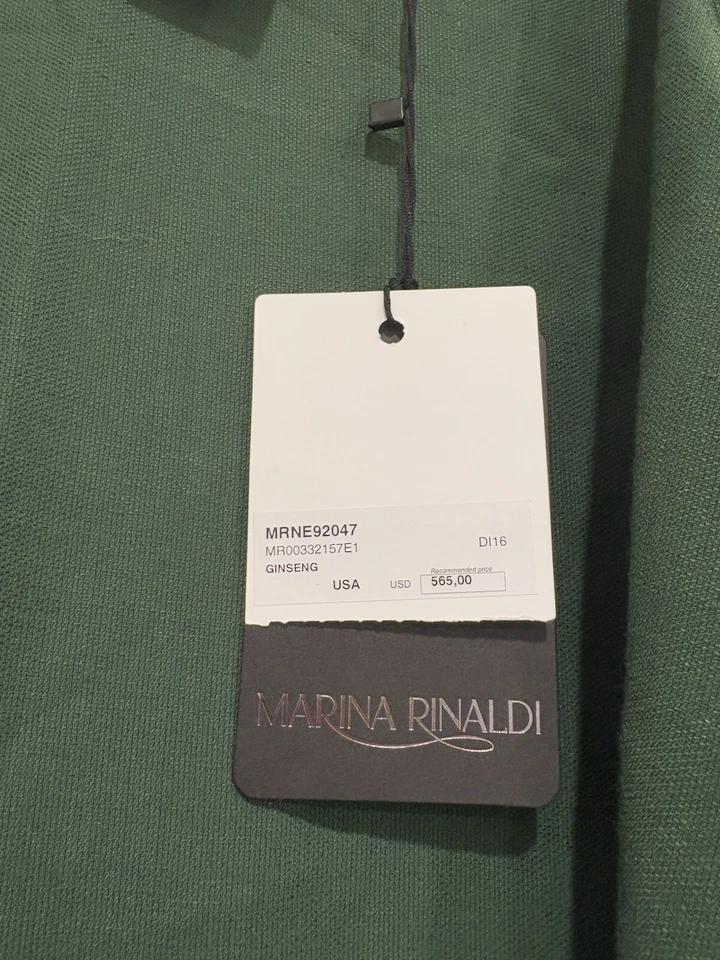 MRNE92047
MR00332157E1
DI16
GINSENG
Recommended price
USA USD 565,00
MARINA RINALDI